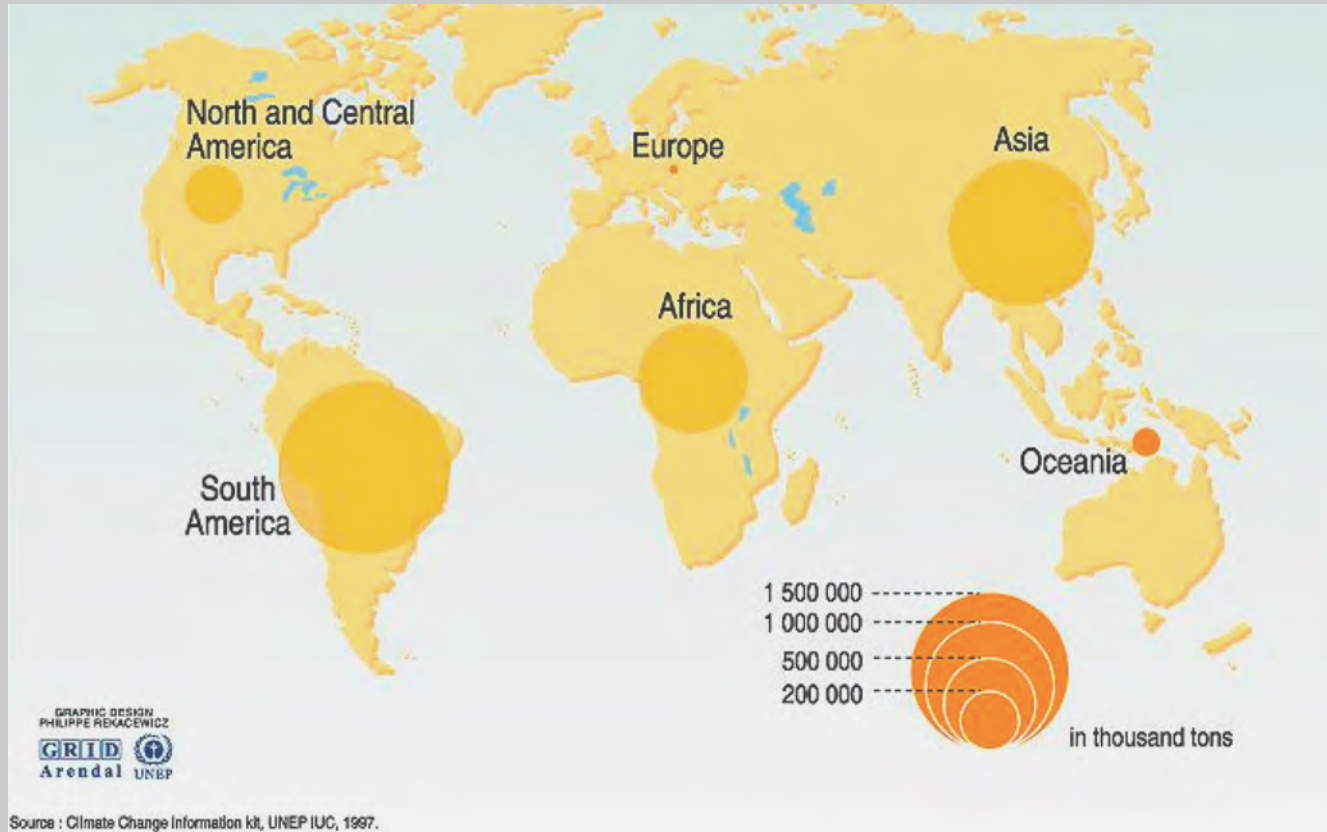 North and Central
America
Europe
Asia
Africa
South
America
Oceania
1 500 000
1 000 000
500 000
200 000
in thousand tons
GRAPHIC DESIGN
PHILIPPE REKACEWICZ
GRID
Arendal
UNEP
Source : Climate Change Information kit, UNEP IUC, 1997.